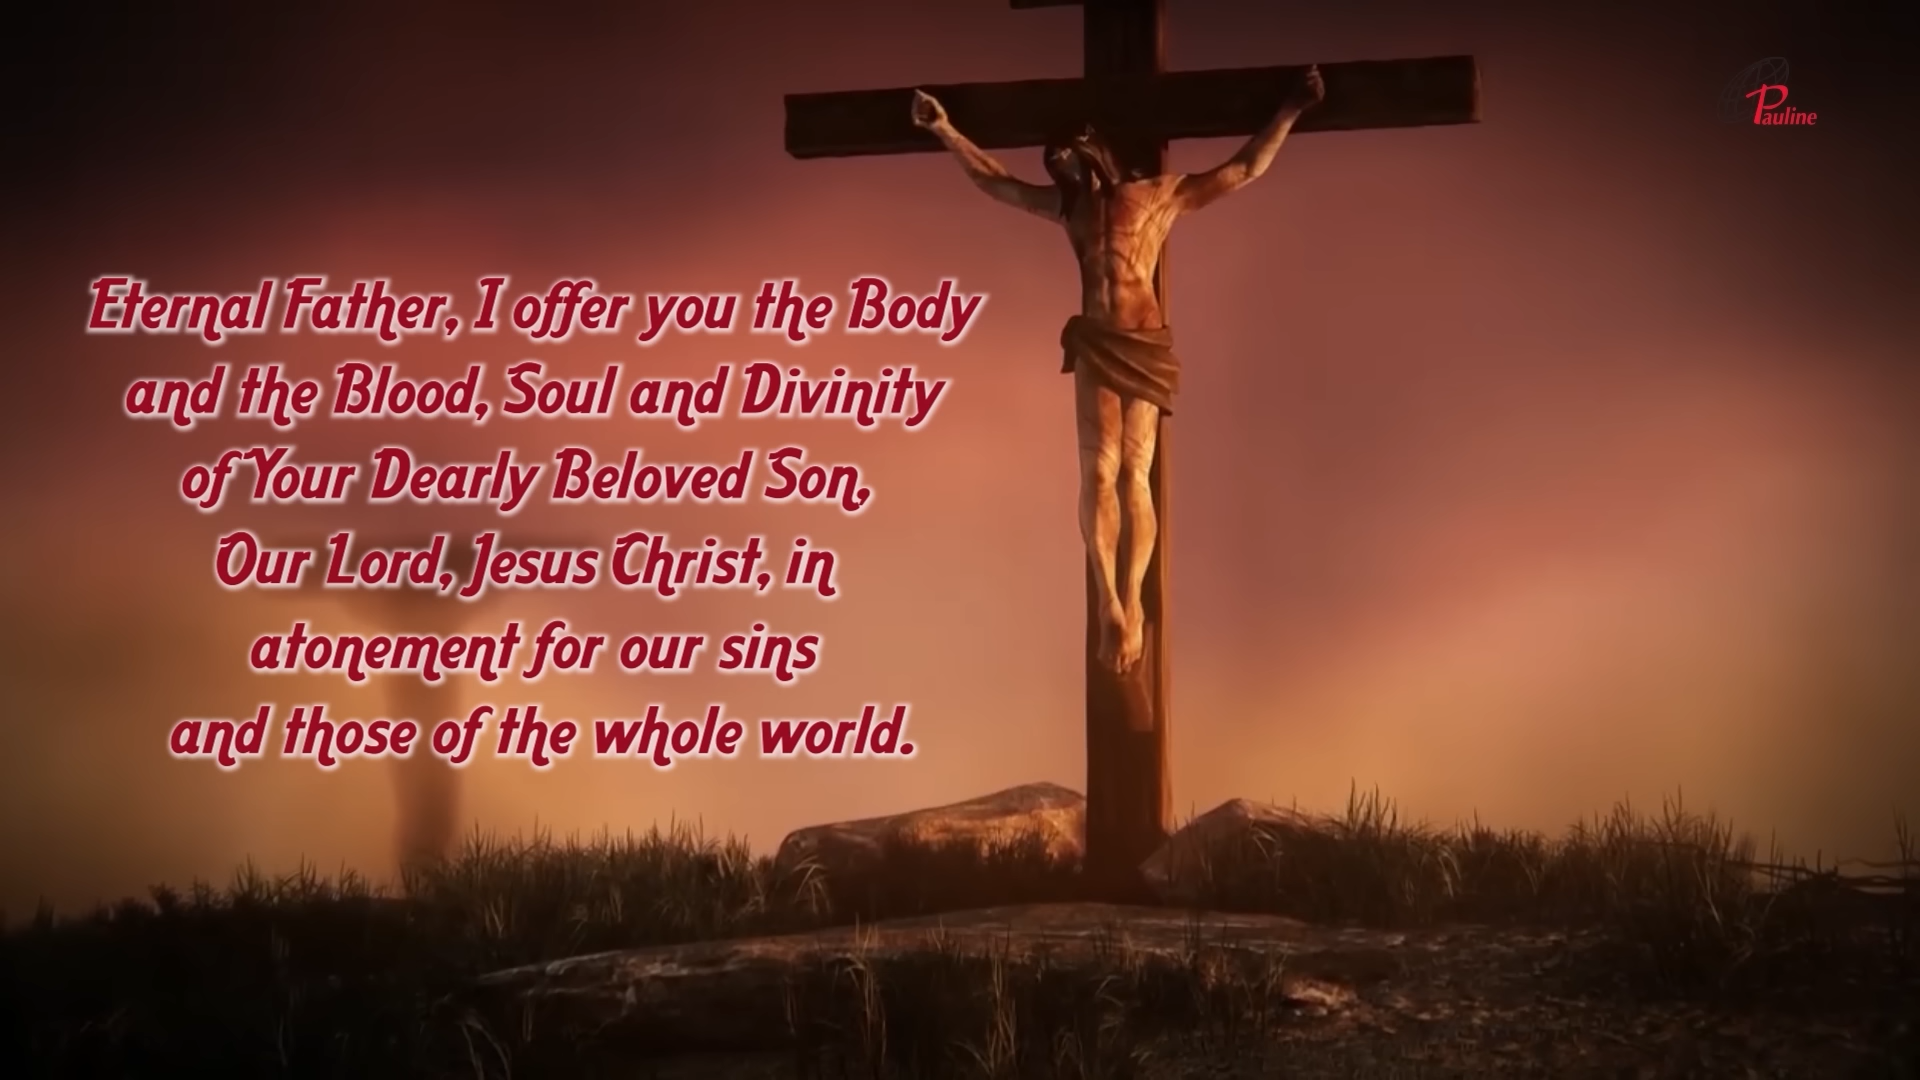 Eternal Father, I offer you the Body
and the Blood, Soul and Divinity
of Your Dearly Beloved Son,
Our Lord, Jesus Christ, in
atonement for our sins
and those of the whole world.
Pauline